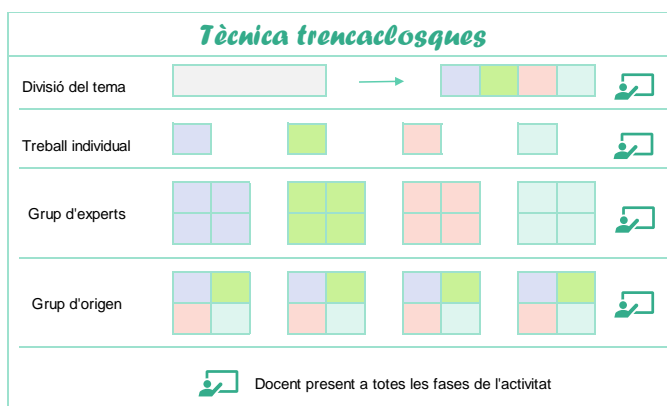 Tècnica trencaclosques
Divisió del tema
Treball individual
Grup d'experts
Grup d'origen
Docent present a totes les fases de l'activitat